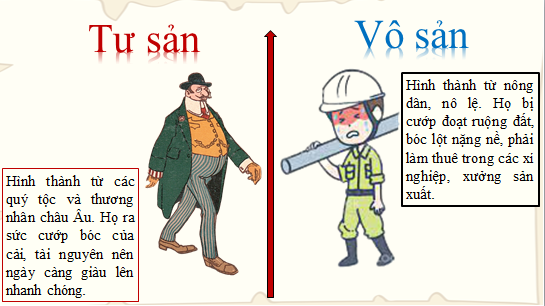 Tư sản
Vô sản
Hình thành từ nông
dân, nô lệ. Họ bị
cướp đoạt ruộng đất,
bóc lột nặng nề, phải
làm thuê trong các xí
nghiệp, xưởng sản
xuất.
Hình thành từ các
quý tộc và thương
nhân châu Âu. Họ ra
sức cướp bóc của
cải, tài nguyên nên
ngày càng giàu lên
nhanh chóng.